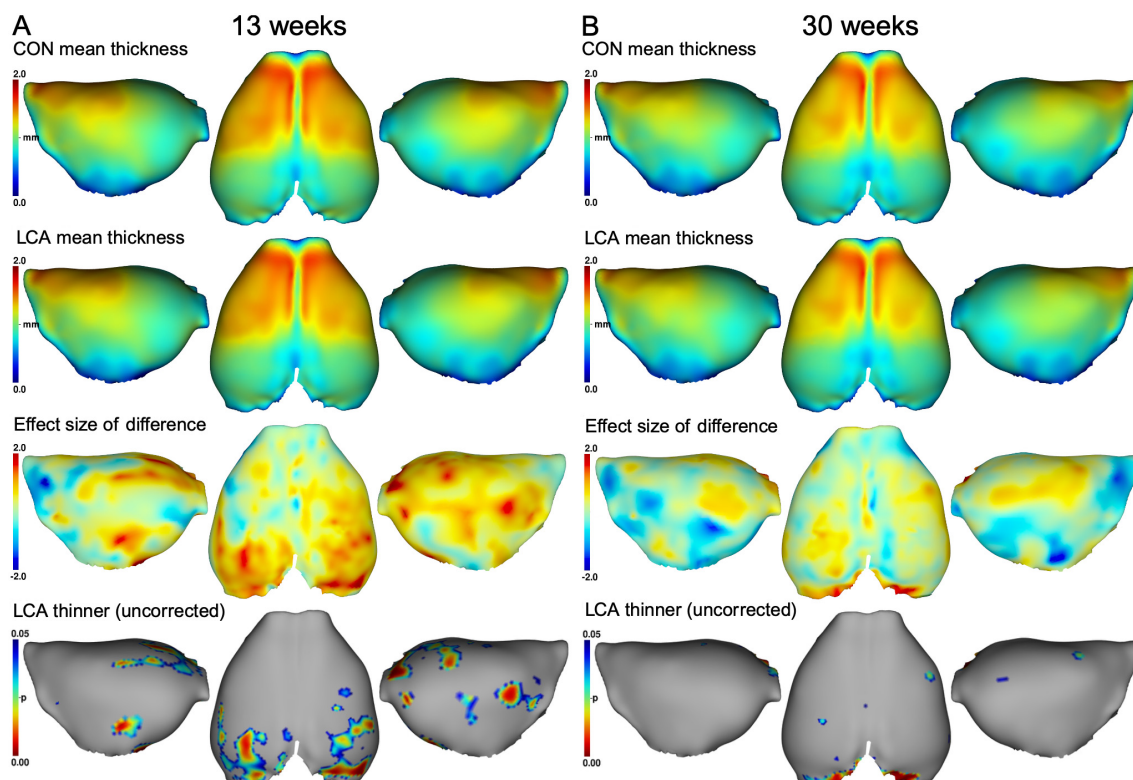 A 13 weeks
B 30 weeks
CON mean thickness
CON mean thickness
2.0
mm
0.0
2.0
mm
0.0
LCA mean thickness
LCA mean thickness
2.0
mm
0.0
2.0
mm
0.0
Effect size of difference
Effect size of difference
2.0
-2.0
2.0
-2.0
LCA thinner (uncorrected)
LCA thinner (uncorrected)
0.05
p
0.00
0.05
p
0.00